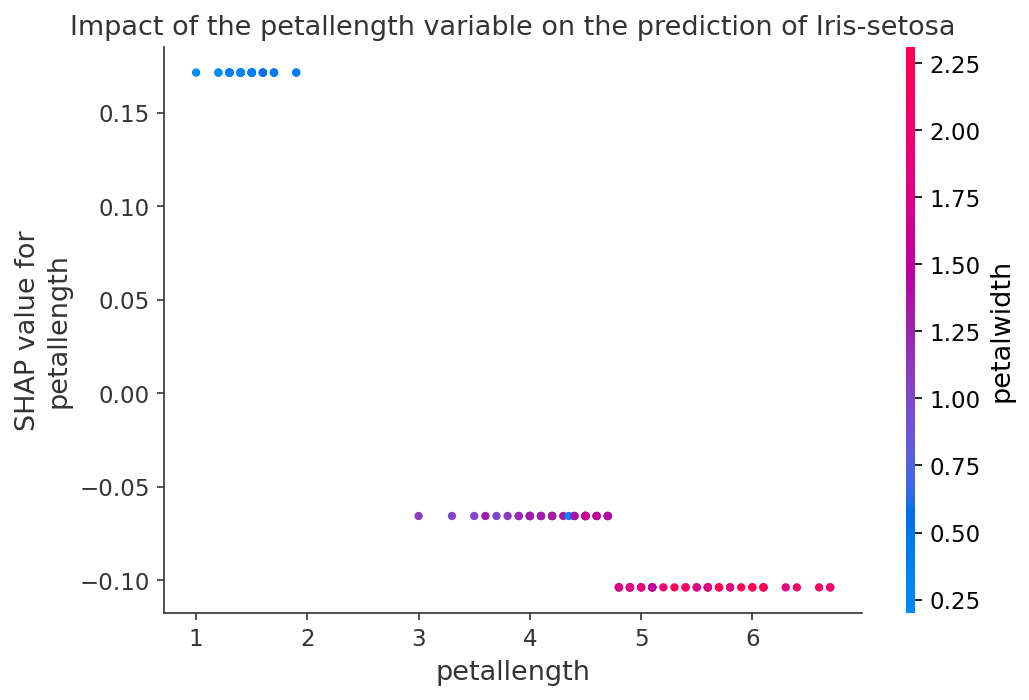 Impact of the petallength variable on the prediction of Iris-setosa
SHAP value for
petallength
0.15
0.10
0.05
0.00
−0.05
−0.10
1 2 3 4 5 6
petallength
2.25
2.00
1.75
1.50
1.25
1.00
0.75
0.50
0.25
petalwidth